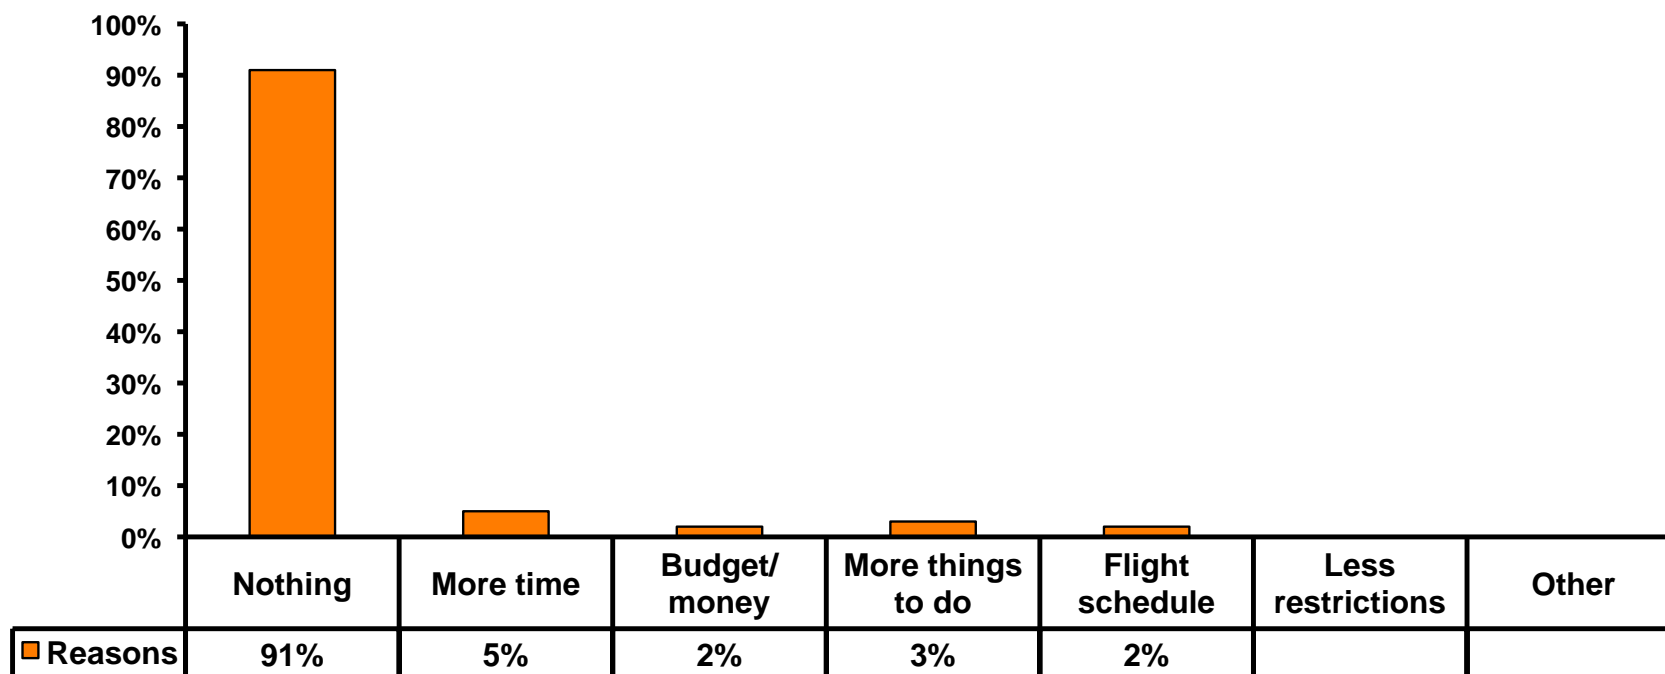 100%
90%
80%
70%
60%
50%
40%
30%
20%
10%
0%
Nothing
More time
Budget/
money
More things
to do
Flight
schedule
Less
restrictions
Other
Reasons 91% 5% 2% 3% 2%